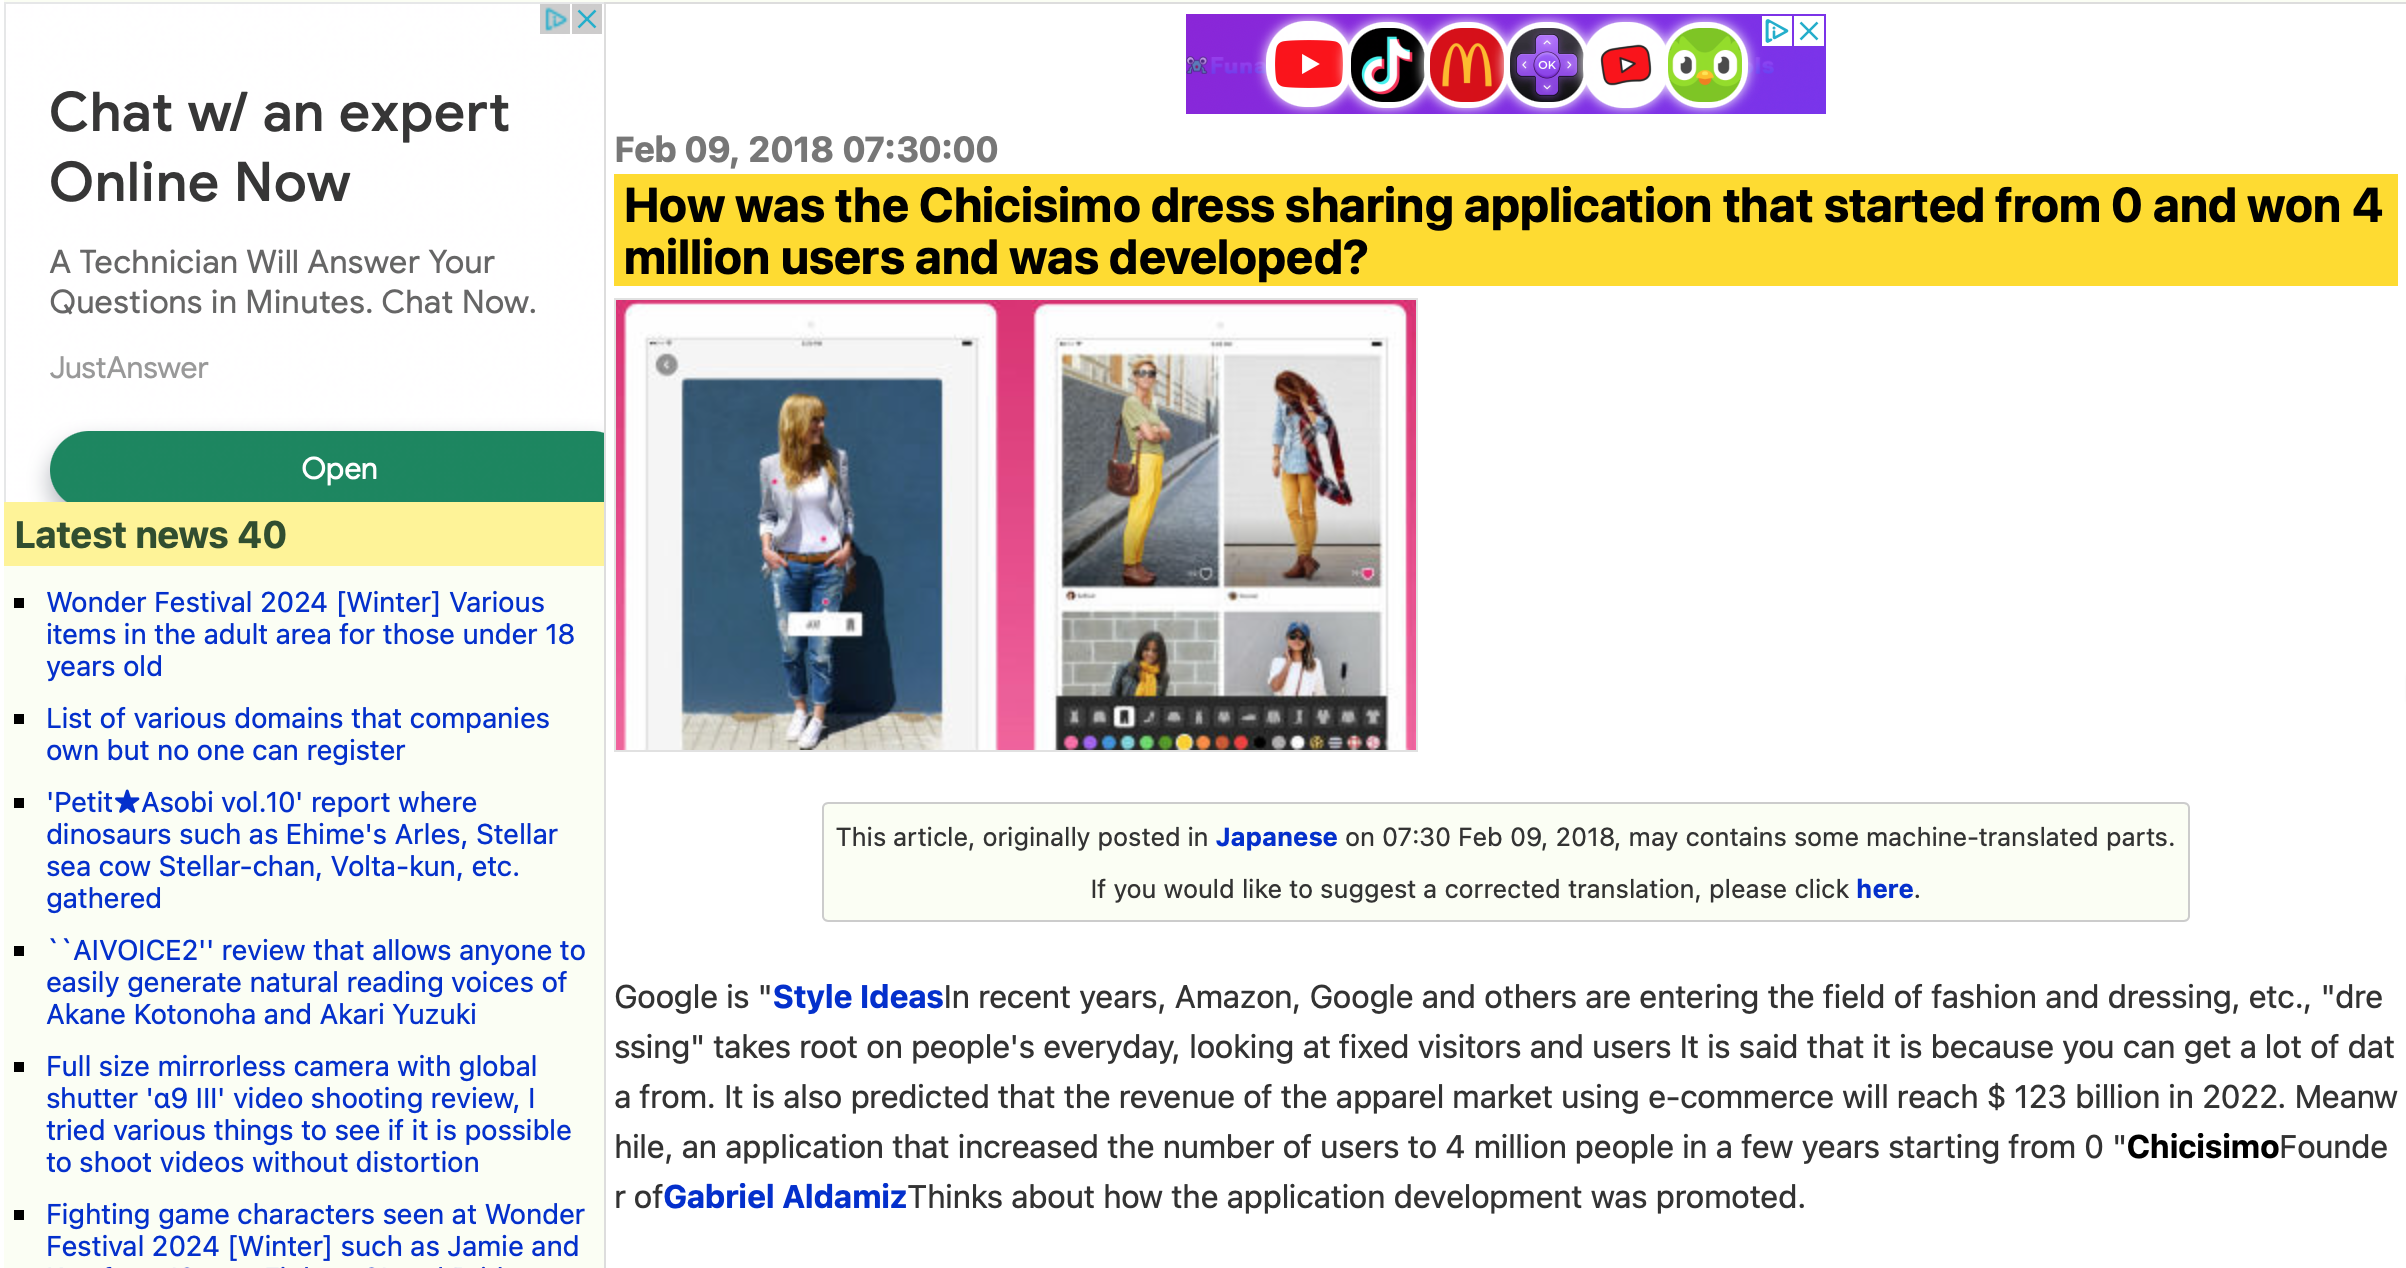 Chat w/ an expert
Online Now
A Technician Will Answer Your
Questions in Minutes. Chat Now.
JustAnswer
Open
Latest news 40
Wonder Festival 2024 [Winter] Various
items in the adult area for those under 18
years old
List of various domains that companies
own but no one can register
'Petit★Asobi vol.10' report where
dinosaurs such as Ehime's Arles, Stellar
sea cow Stellar-chan, Volta-kun, etc.
gathered
``AIVOICE2'' review that allows anyone to
easily generate natural reading voices of
Akane Kotonoha and Akari Yuzuki
Full size mirrorless camera with global
shutter 'α9 III' video shooting review, I
tried various things to see if it is possible
to shoot videos without distortion
Fighting game characters seen at Wonder
Festival 2024 [Winter] such as Jamie and
OK
Feb 09, 2018 07:30:00
How was the Chicisimo dress sharing application that started from 0 and won 4
million users and was developed?
This article, originally posted in Japanese on 07:30 Feb 09, 2018, may contains some machine-translated parts.
If you would like to suggest a corrected translation, please click here.
Google is "Style IdeasIn recent years, Amazon, Google and others are entering the field of fashion and dressing, etc., "dre
ssing" takes root on people's everyday, looking at fixed visitors and users It is said that it is because you can get a lot of dat
a from. It is also predicted that the revenue of the apparel market using e-commerce will reach $ 123 billion in 2022. Meanw
hile, an application that increased the number of users to 4 million people in a few years starting from 0 "ChicisimoFounde
r ofGabriel AldamizThinks about how the application development was promoted.